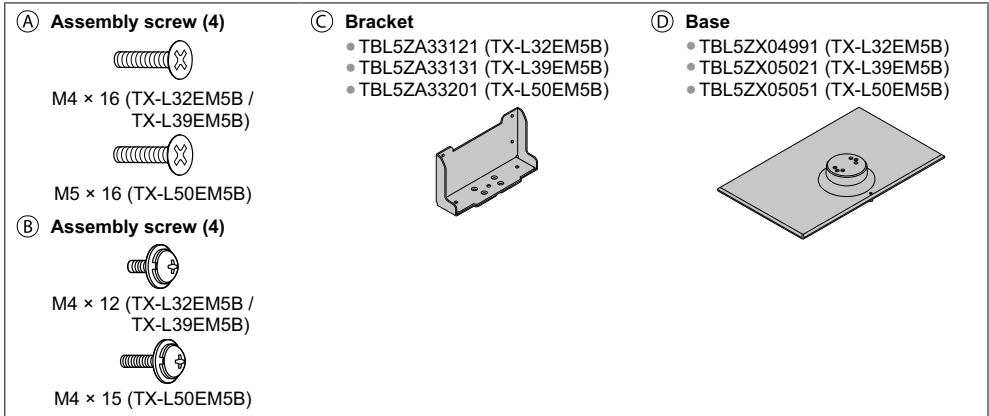 Ⓐ Assembly screw (4)
M4 × 16 (TX-L32EM5B /
TX-L39EM5B)
M5 × 16 (TX-L50EM5B)
Ⓑ Assembly screw (4)
M4 × 12 (TX-L32EM5B /
TX-L39EM5B)
M4 × 15 (TX-L50EM5B)
Ⓒ Bracket
● TBL5ZA33121 (TX-L32EM5B)
● TBL5ZA33131 (TX-L39EM5B)
● TBL5ZA33201 (TX-L50EM5B)
Ⓓ Base
● TBL5ZX04991 (TX-L32EM5B)
● TBL5ZX05021 (TX-L39EM5B)
● TBL5ZX05051 (TX-L50EM5B)